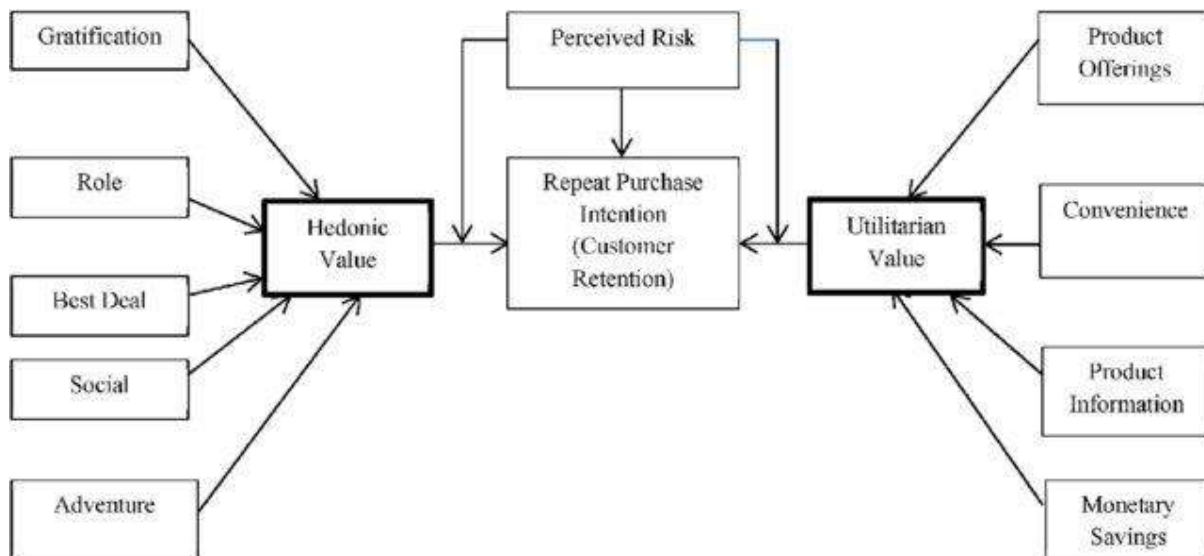 Gratification
Perceived Risk
Product
Offerings
Role
Repeat Purchase
Intention
(Customer
Retention)
Convenience
Hedonic
Value
Utilitarian
Value
Best Deal
Social
Product
Information
Adventure
Monetary
Savings